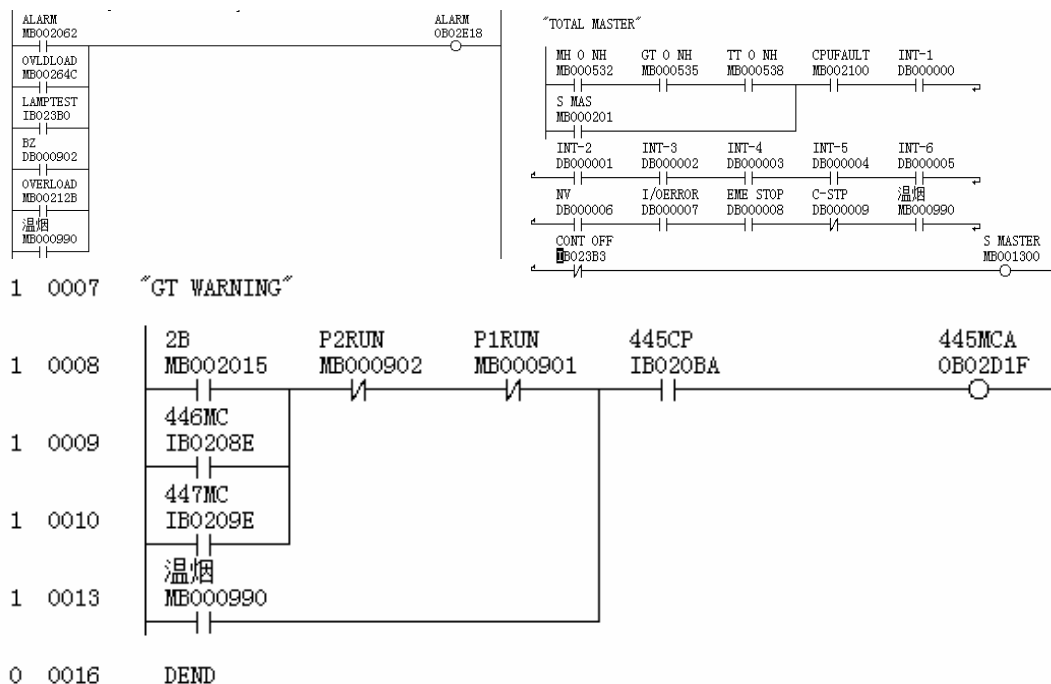 ALARM
MB002062
ALARM
OB02E18
OVLDLOAD
MB00264C
LAMPTEST
IB023B0
BZ
DB000902
OVERLOAD
MB00212B
温烟
MB000990
"TOTAL MASTER"
MH O NH GT O NH TT O NH CPUFAULT INT-1
MB000532 MB000535 MB000538 MB002100 DB000000
S MAS
MB000201
INT-2 INT-3 INT-4 INT-5 INT-6
DB000001 DB000002 DB000003 DB000004 DB000005
NV I/OERROR EME STOP C-STP 温烟
DB000006 DB000007 DB000008 DB000009 MB000990
CONT OFF S MASTER
IB023B3 MB001300
1 0007 "GT WARNING"
2B P2RUN P1RUN 445CP 445MCA
1 0008 MB002015 MB000902 MB000901 IB020BA OB02D1F
446MC
1 0009 IB0208E
447MC
1 0010 IB0209E
温烟
1 0013 MB000990
0 0016 DEND